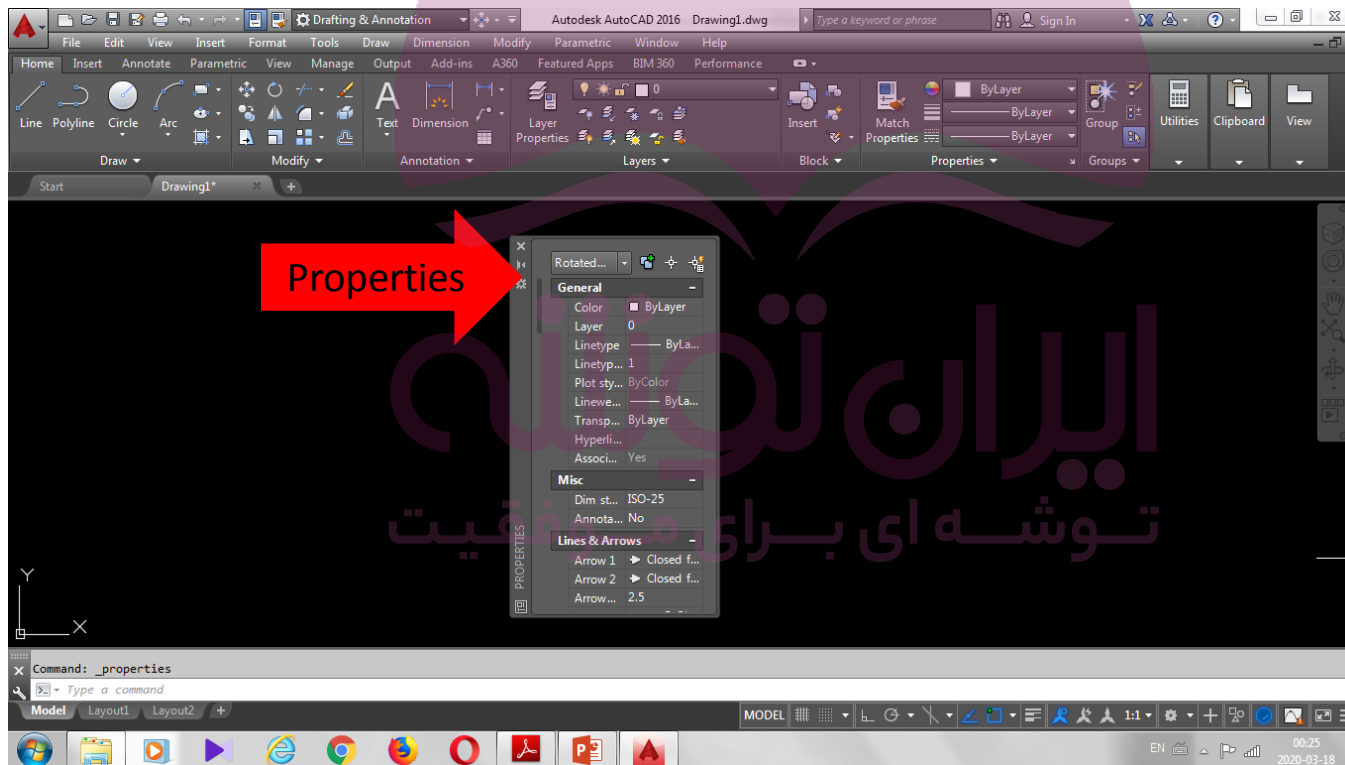 Drafting & Annotation Autodesk AutoCAD 2016 Drawing1.dwg Type a keyword or phrase Sign In
File Edit View Insert Format Tools Draw Dimension Modify Parametric Window Help
Home Insert Annotate Parametric View Manage Output Add-ins A360 Featured Apps BIM 360 Performance
Line Polyline Circle Arc Text Dimension Layer Properties 0 Insert Match Properties ByLayer ByLayer ByLayer Group Utilities Clipboard View
Draw Modify Annotation Layers Block Properties Groups
Start Drawing1* +
Properties
Rotated...
General
Color ByLayer
Layer 0
Linetype ByLa...
Linetyp... 1
Plot sty... ByColor
Linewe... ByLa...
Transp... ByLayer
Hyperli...
Associ... Yes
Misc
Dim st... ISO-25
Annota... No
Lines & Arrows
Arrow 1 Closed f...
Arrow 2 Closed f...
Arrow... 2.5
PROPERTIES
ایران توشه
توشه ای برای موفقیت
Y
X
Command: _properties
Type a command
Model Layout1 Layout2 + MODEL 1:1
EN 00:25
2020-03-18